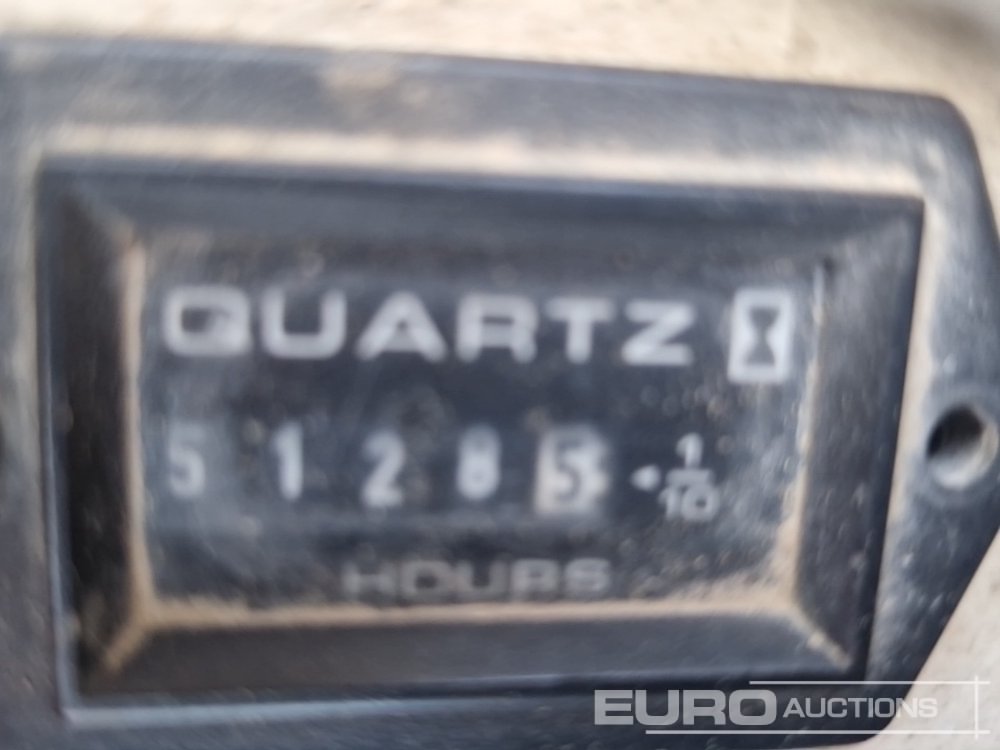 QUARTZ
5 1 2 8 5 1/10
HOURS
EURO AUCTIONS